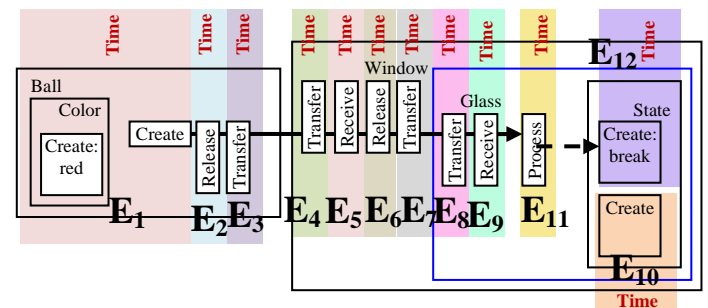 Time
Time
Time
Time
Time
Time
Time
Time
Time
Time
Time
E12
Window
Ball
Color
Create:
red
Create
Release
Transfer
Transfer
Receive
Release
Transfer
Glass
Transfer
Receive
Process
State
Create:
break
Create
E1
E2
E3
E4
E5
E6
E7
E8
E9
E11
E10
Time